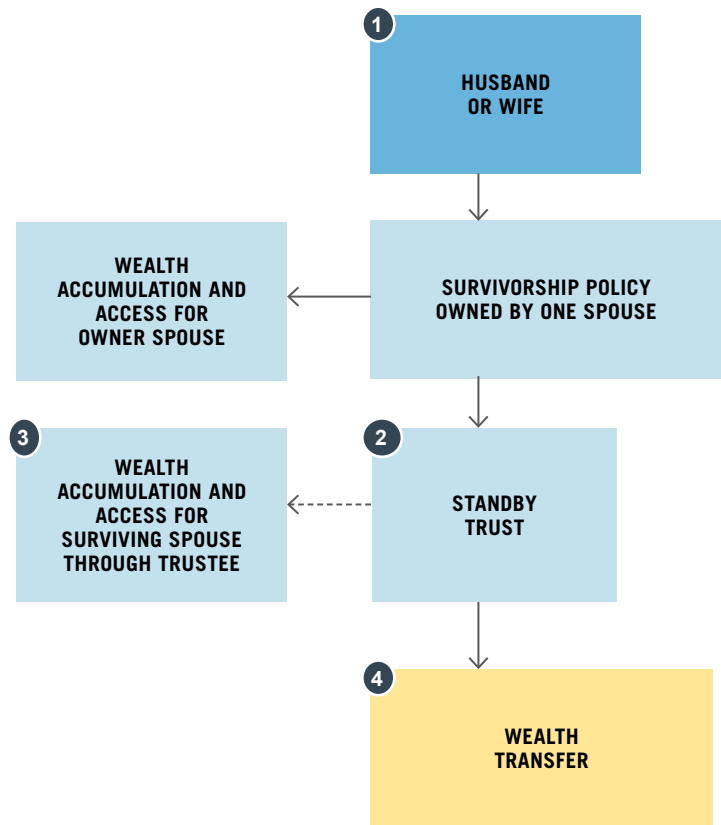 1
HUSBAND
OR WIFE
WEALTH
ACCUMULATION AND
ACCESS FOR
OWNER SPOUSE
SURVIVORSHIP POLICY
OWNED BY ONE SPOUSE
3
WEALTH
ACCUMULATION AND
ACCESS FOR
SURVIVING SPOUSE
THROUGH TRUSTEE
2
STANDBY
TRUST
4
WEALTH
TRANSFER